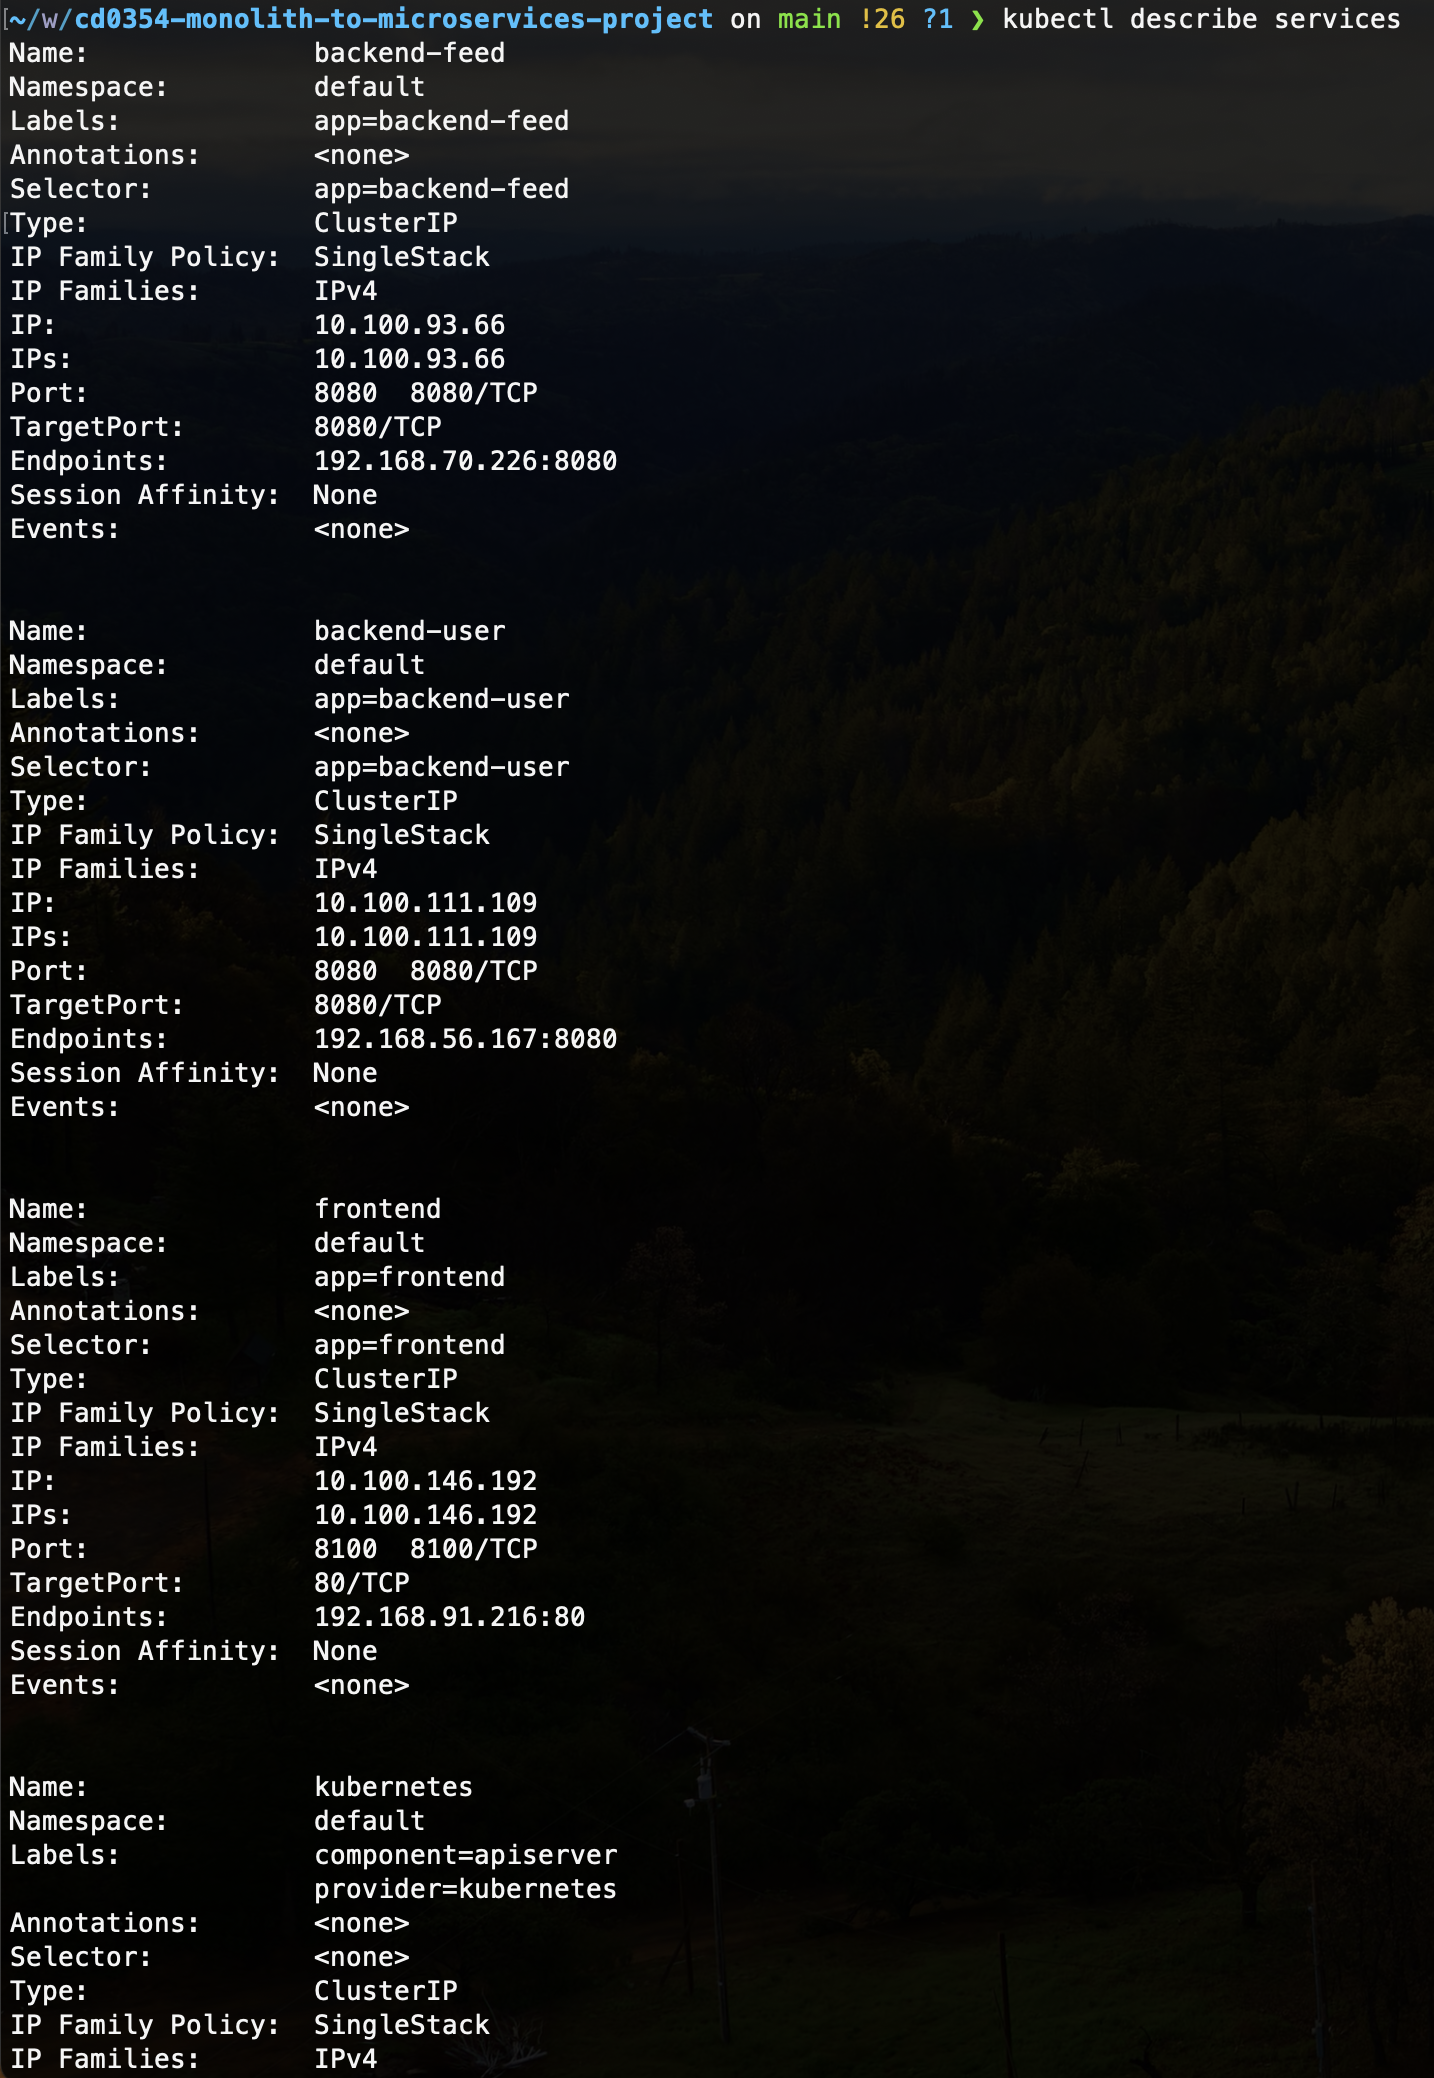 ~/w/cd0354-monolith-to-microservices-project on main !26 ?1 ❯ kubectl describe services
Name:              backend-feed
Namespace:         default
Labels:            app=backend-feed
Annotations:       <none>
Selector:          app=backend-feed
Type:              ClusterIP
IP Family Policy:  SingleStack
IP Families:       IPv4
IP:                10.100.93.66
IPs:               10.100.93.66
Port:              8080  8080/TCP
TargetPort:        8080/TCP
Endpoints:         192.168.70.226:8080
Session Affinity:  None
Events:            <none>
Name:              backend-user
Namespace:         default
Labels:            app=backend-user
Annotations:       <none>
Selector:          app=backend-user
Type:              ClusterIP
IP Family Policy:  SingleStack
IP Families:       IPv4
IP:                10.100.111.109
IPs:               10.100.111.109
Port:              8080  8080/TCP
TargetPort:        8080/TCP
Endpoints:         192.168.56.167:8080
Session Affinity:  None
Events:            <none>
Name:              frontend
Namespace:         default
Labels:            app=frontend
Annotations:       <none>
Selector:          app=frontend
Type:              ClusterIP
IP Family Policy:  SingleStack
IP Families:       IPv4
IP:                10.100.146.192
IPs:               10.100.146.192
Port:              8100  8100/TCP
TargetPort:        80/TCP
Endpoints:         192.168.91.216:80
Session Affinity:  None
Events:            <none>
Name:              kubernetes
Namespace:         default
Labels:            component=apiserver
                   provider=kubernetes
Annotations:       <none>
Selector:          <none>
Type:              ClusterIP
IP Family Policy:  SingleStack
IP Families:       IPv4